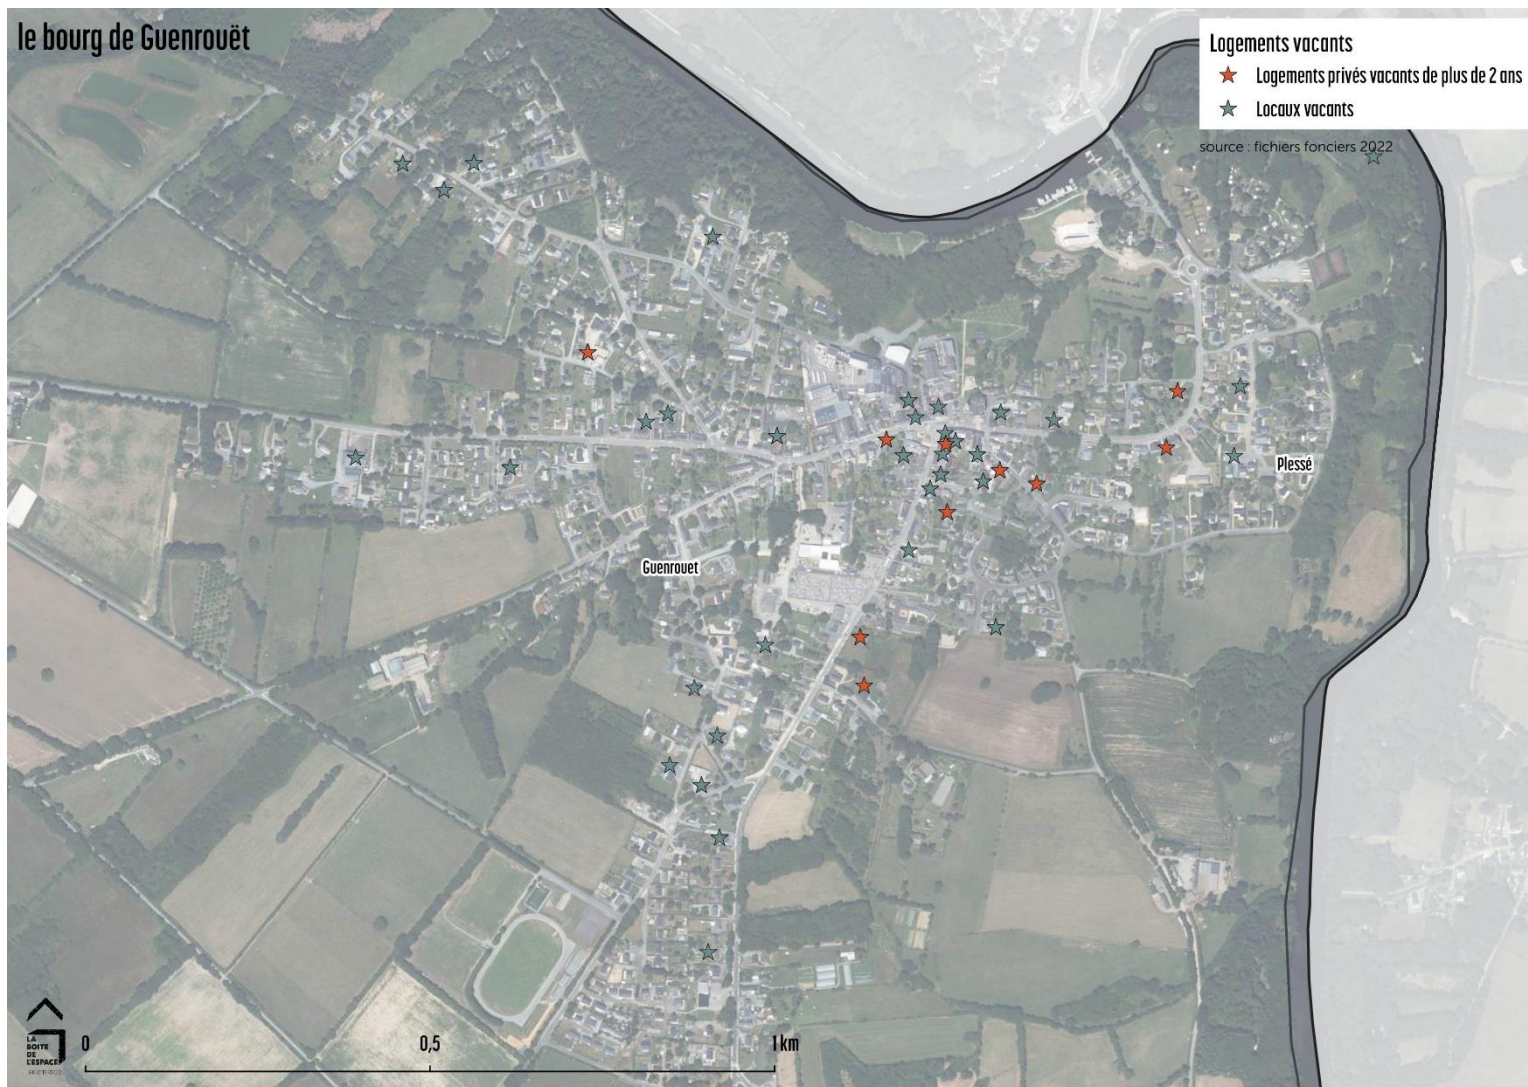 le bourg de Guenrouët
Logements vacants
Logements privés vacants de plus de 2 ans
Locaux vacants
source : fichiers fonciers 2022
Plessé
Guenrouet
LA
BOITE
DE
L'ESPACE
0
0,5
1 km